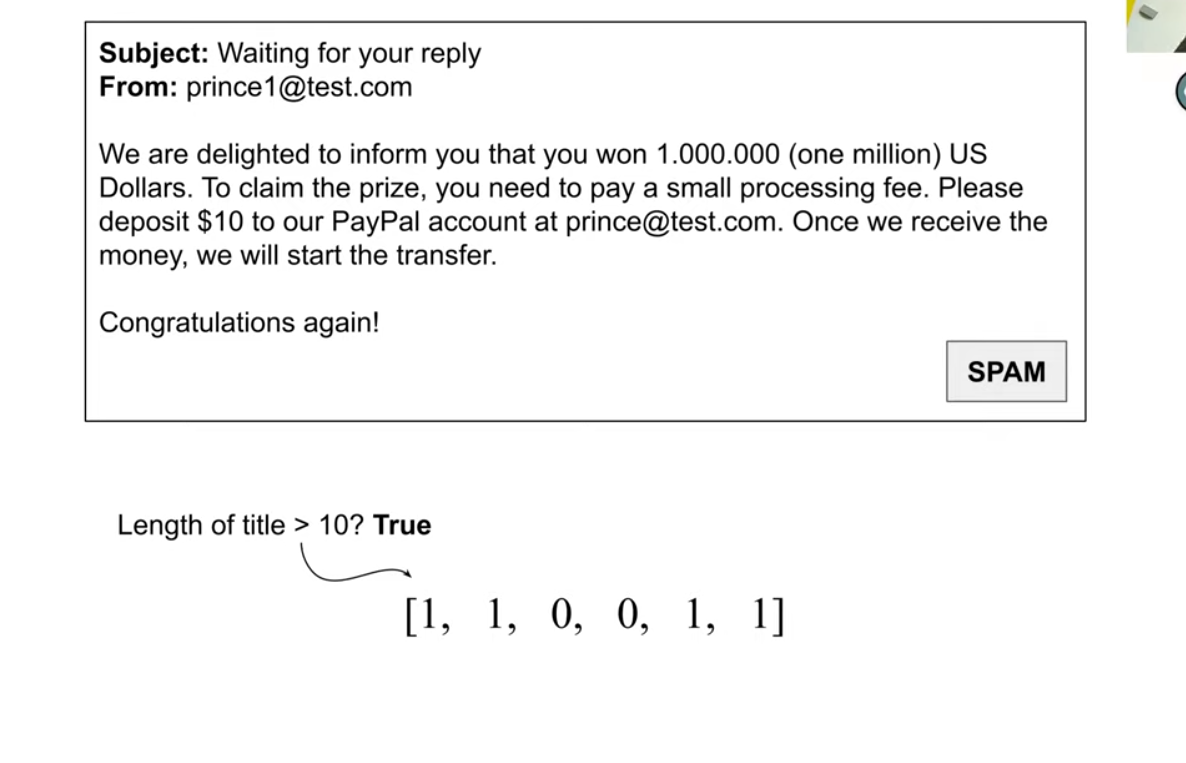 Subject: Waiting for your reply
From: prince1@test.com
We are delighted to inform you that you won 1.000.000 (one million) US
Dollars. To claim the prize, you need to pay a small processing fee. Please
deposit $10 to our PayPal account at prince@test.com. Once we receive the
money, we will start the transfer.
Congratulations again!
SPAM
Length of title > 10? True
[1, 1, 0, 0, 1, 1]